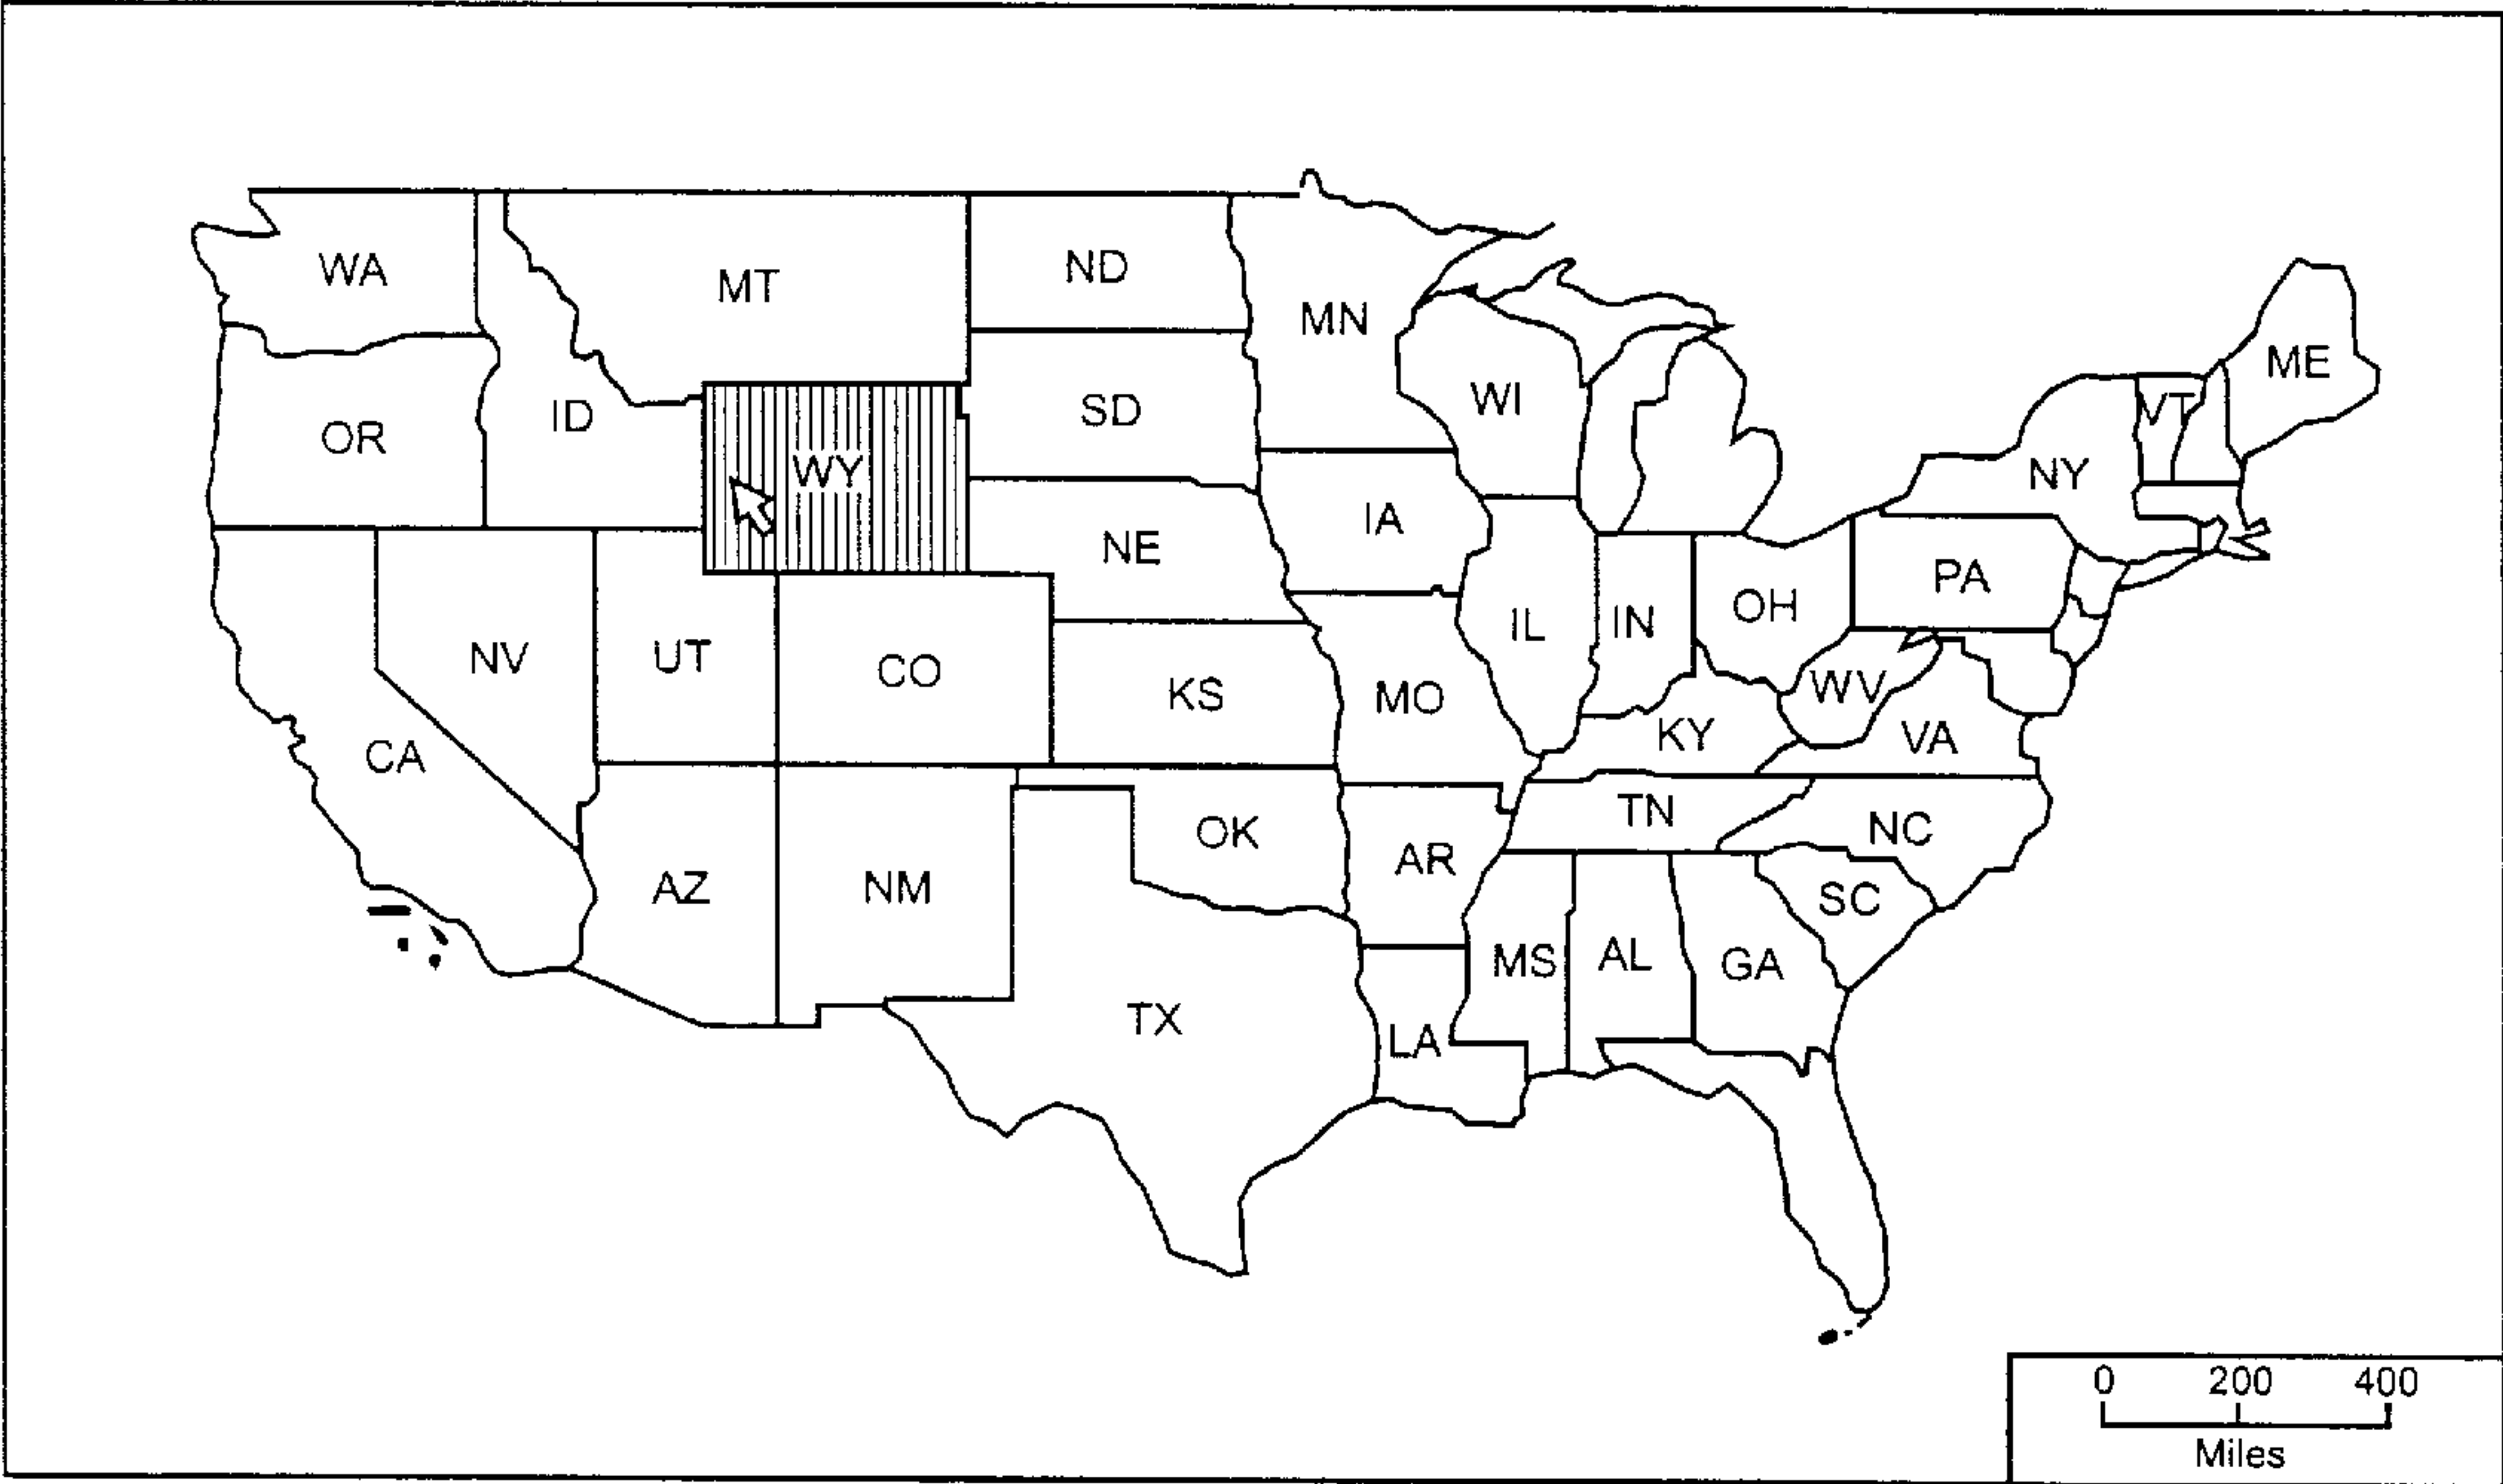 WA
MT
ND
MN
ME
OR
ID
WY
SD
WI
VT
NY
NE
IA
PA
NV
UT
CO
KS
MO
IL
IN
OH
WV
KY
VA
CA
AZ
NM
OK
AR
TN
NC
SC
TX
LA
MS
AL
GA
0 200 400
Miles